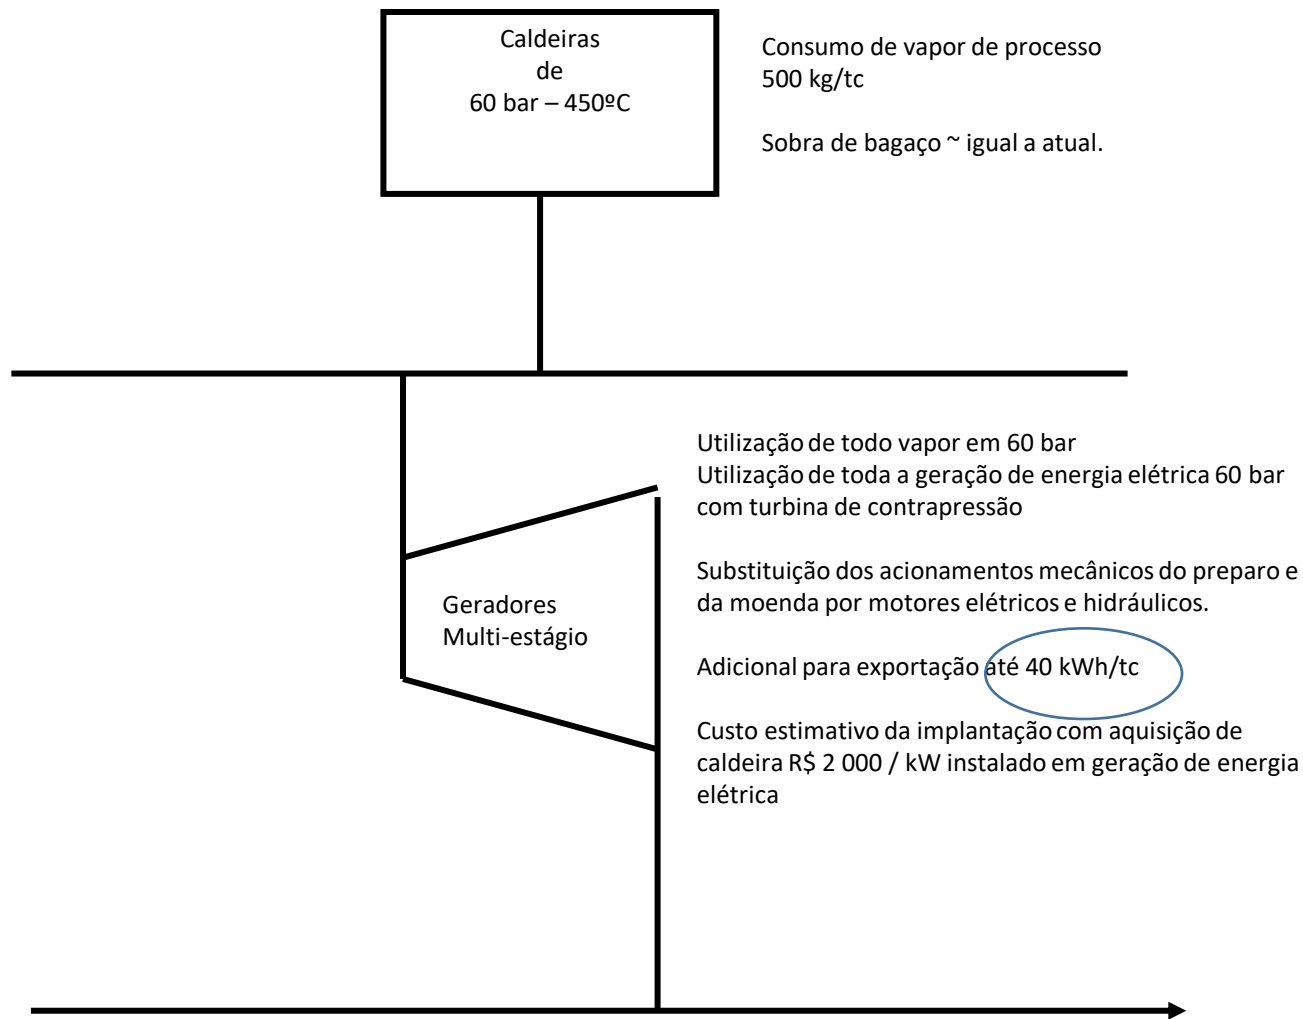 Caldeiras
de
60 bar – 450ºC
Consumo de vapor de processo
500 kg/tc
Sobra de bagaço ~ igual a atual.
Utilização de todo vapor em 60 bar
Utilização de toda a geração de energia elétrica 60 bar
com turbina de contrapressão
Substituição dos acionamentos mecânicos do preparo e
da moenda por motores elétricos e hidráulicos.
Geradores
Multi-estágio
Adicional para exportação até 40 kWh/tc
Custo estimativo da implantação com aquisição de
caldeira R$ 2 000 / kW instalado em geração de energia
elétrica